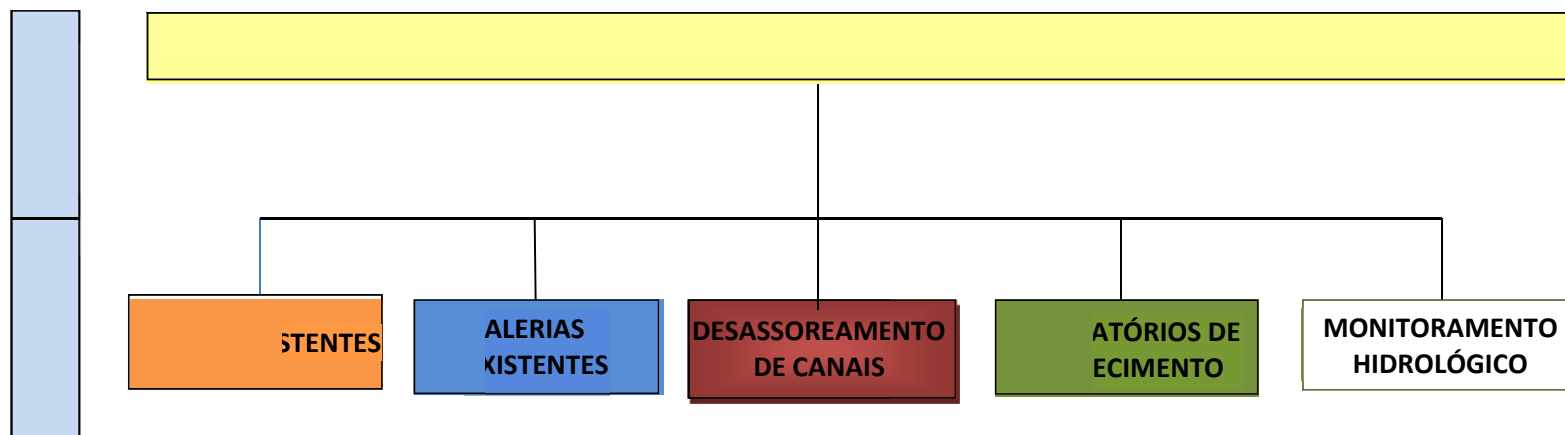 STENTES
ALERIAS
XISTENTES
DESASSOREAMENTO
DE CANAIS
ATÓRIOS DE
ECIMENTO
MONITORAMENTO
HIDROLÓGICO